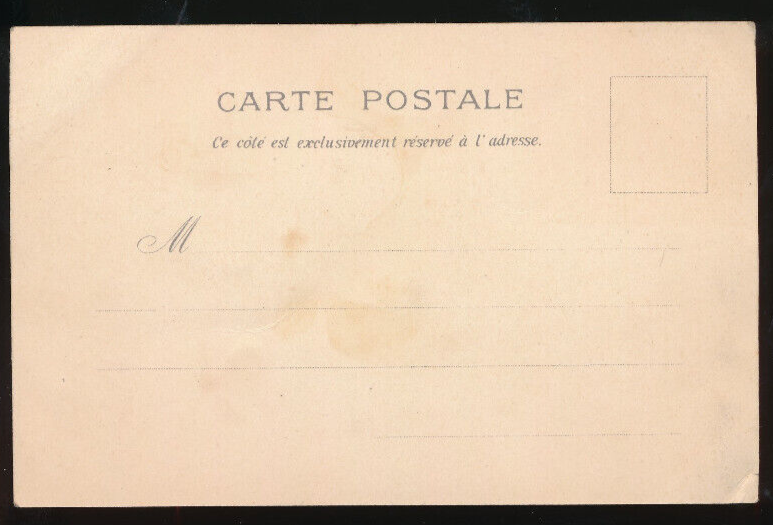 CARTE POSTALE
Ce côté est exclusivement réservé à l'adresse.
M